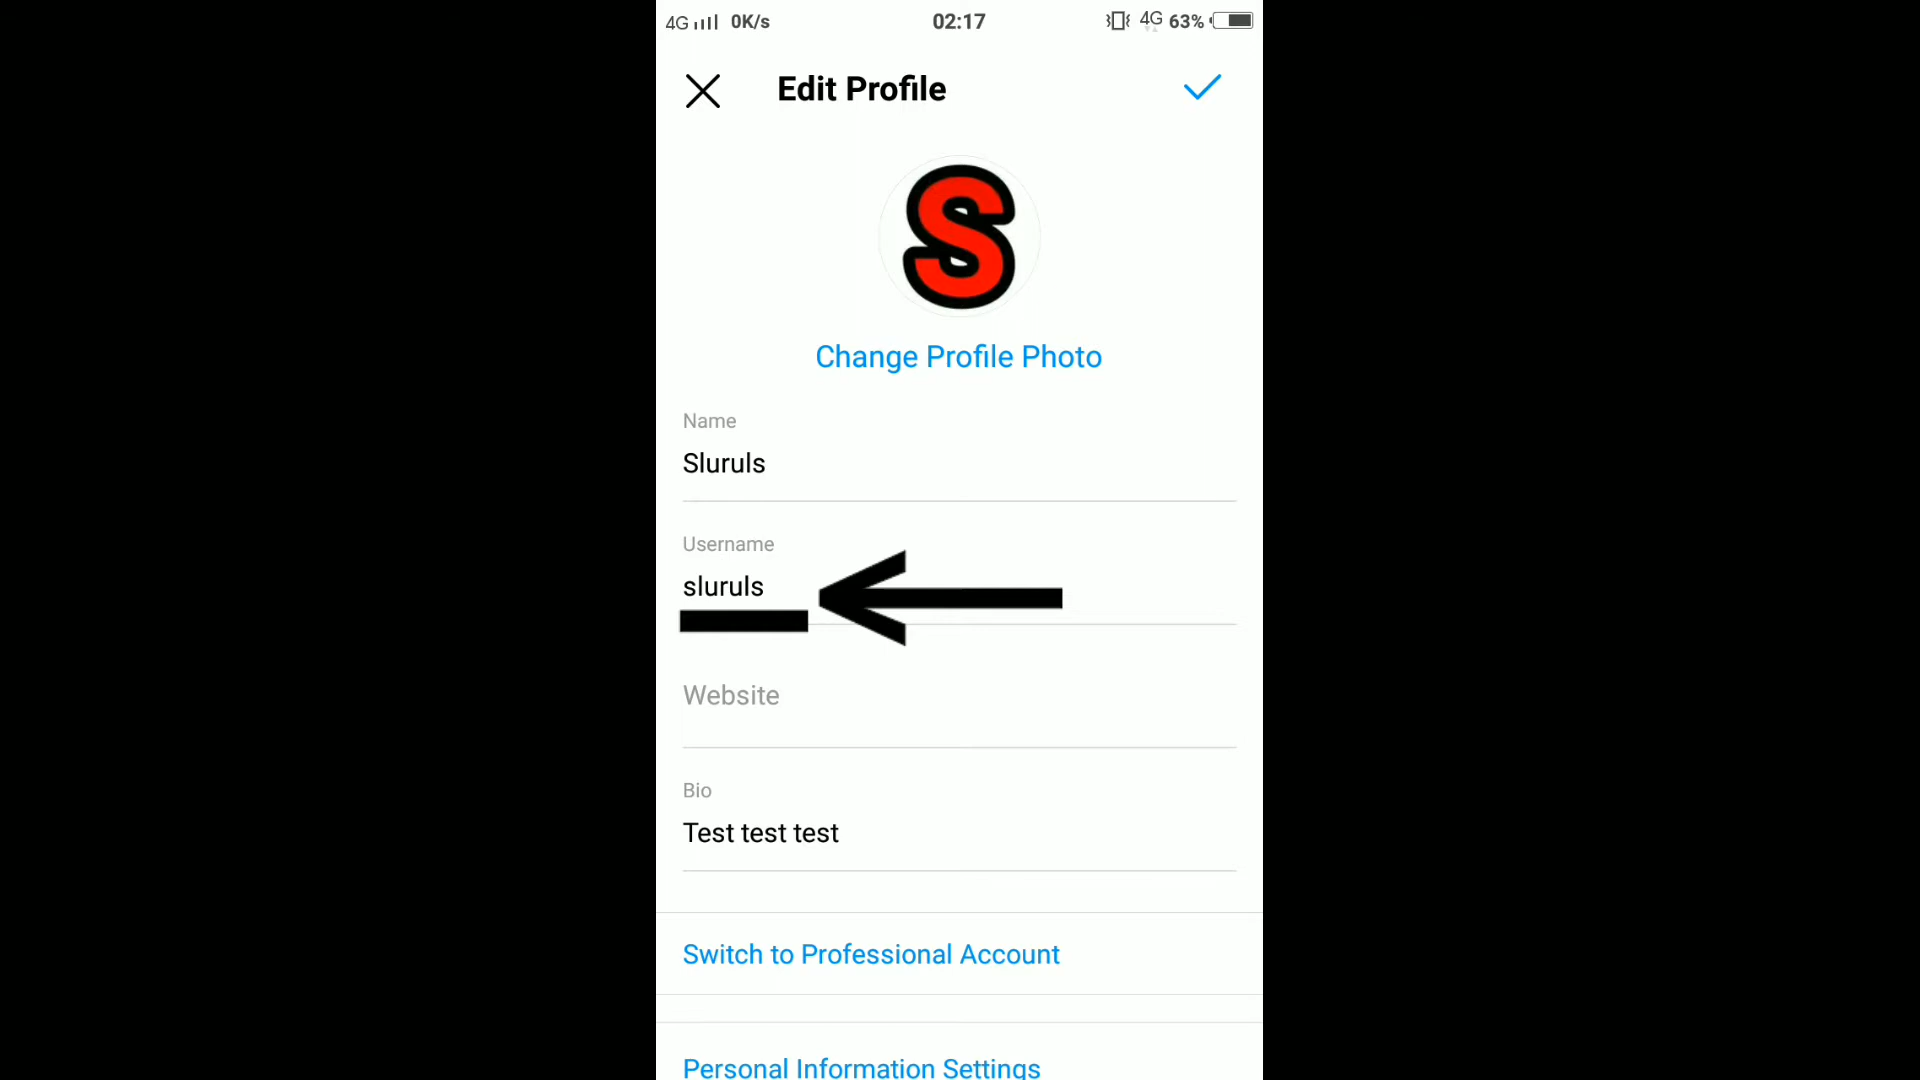 4G 0K/s 02:17 4G 63%
Edit Profile
S
Change Profile Photo
Name
Sluruls
Username
sluruls
Website
Bio
Test test test
Switch to Professional Account
Personal Information Settings